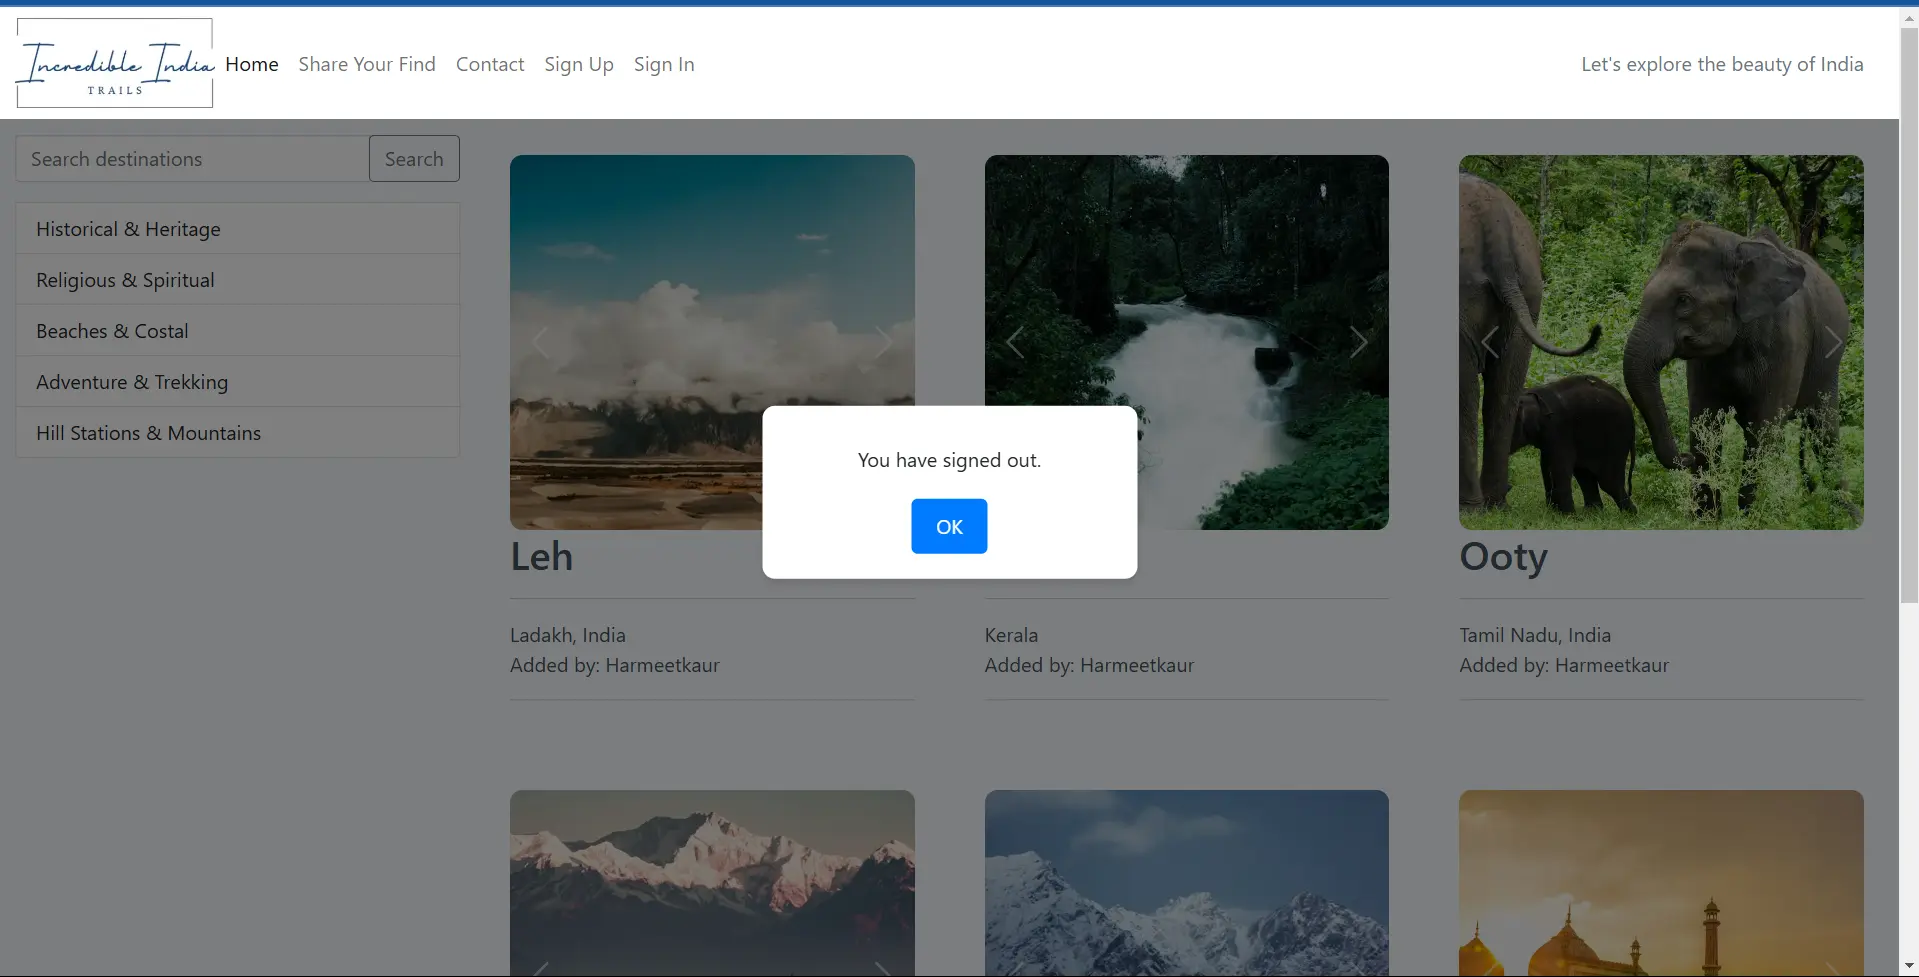 Incredible India
TRAILS
Home
Share Your Find
Contact
Sign Up
Sign In
Let's explore the beauty of India
Search destinations
Search
Historical & Heritage
Religious & Spiritual
Beaches & Costal
Adventure & Trekking
Hill Stations & Mountains
You have signed out.
OK
Leh
Ladakh, India
Added by: Harmeetkaur
Kerala
Added by: Harmeetkaur
Ooty
Tamil Nadu, India
Added by: Harmeetkaur